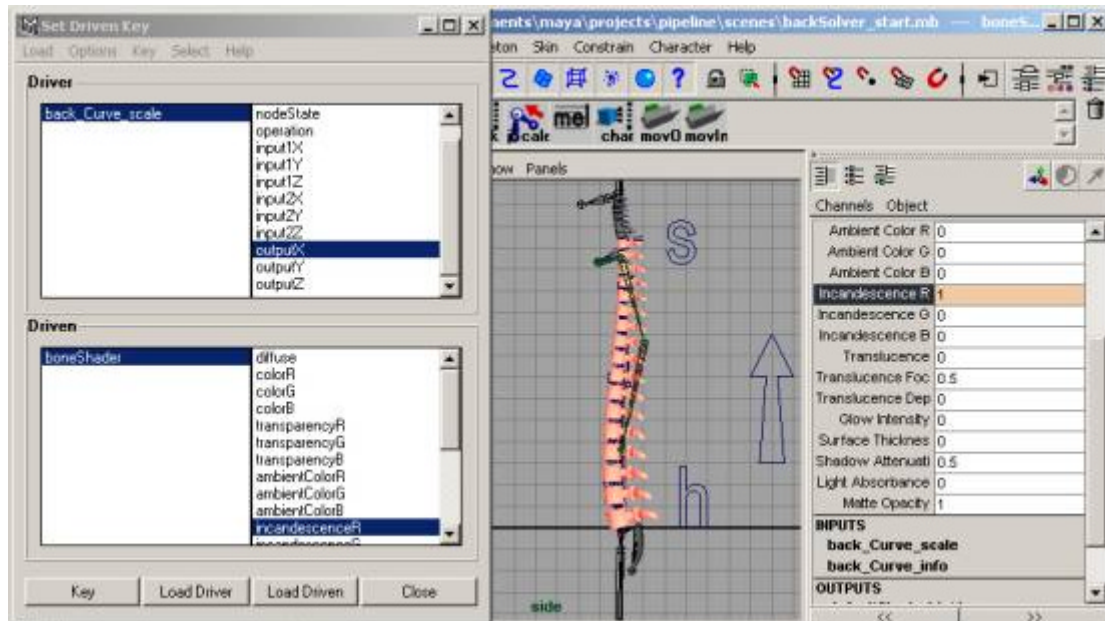 Set Driven Key
Load Options Key Select Help
Driver
back_Curve_scale
nodeState
operation
input1X
input1Y
input1Z
input2X
input2Y
input2Z
outputX
outputY
outputZ
Driven
boneShader
diffuse
colorR
colorG
colorB
transparencyR
transparencyG
transparencyB
ambientColorR
ambientColorG
ambientColorB
incandescenceR
incandescenceG
Key
Load Driver
Load Driven
Close
ments\maya\projects\pipeline\scenes\backSolver_start.mb --- boneS...
eton Skin Constrain Character Help
mel
char movO movIn
how Panels
s
h
side
Channels Object
Ambient Color R 0
Ambient Color G 0
Ambient Color B 0
Incandescence R 1
Incandescence G 0
Incandescence B 0
Translucence 0
Translucence Foc 0.5
Translucence Dep 0
Glow Intensity 0
Surface Thicknes 0
Shadow Attenuati 0.5
Light Absorbance 0
Matte Opacity 1
INPUTS
back_Curve_scale
back_Curve_info
OUTPUTS
<< >>